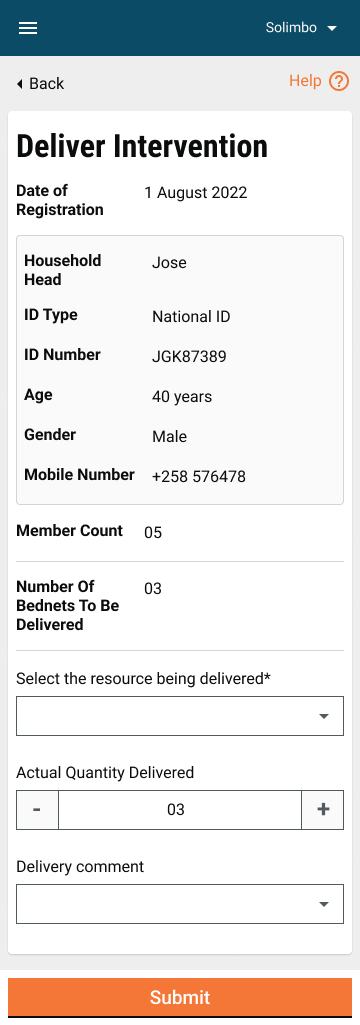 Solimbo
Back
Help
Deliver Intervention
Date of
Registration
1 August 2022
Household
Head
Jose
ID Type
National ID
ID Number
JGK87389
Age
40 years
Gender
Male
Mobile Number
+258 576478
Member Count
05
Number Of
Bednets To Be
Delivered
03
Select the resource being delivered*
Actual Quantity Delivered
- 03 +
Delivery comment
Submit